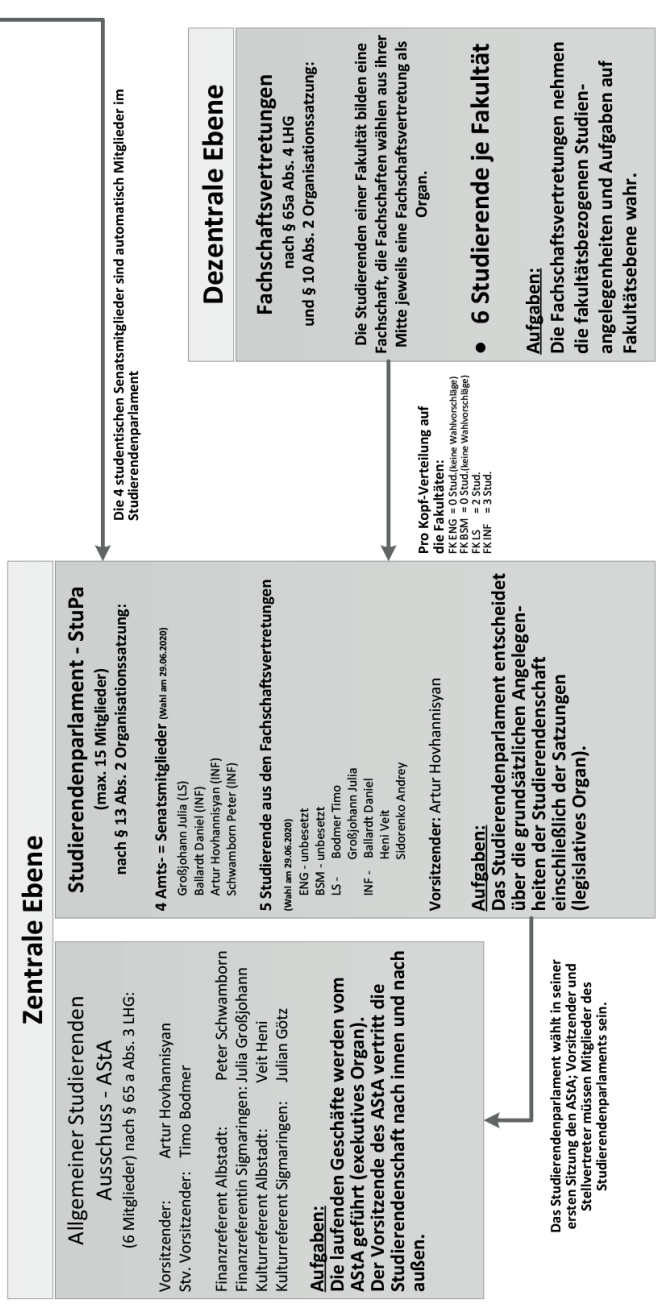 Zentrale Ebene
Allgemeiner Studierenden
Ausschuss - AStA
(6 Mitglieder) nach § 65 a Abs. 3 LHG:
Vorsitzender: Artur Hovhannisyan
Stv. Vorsitzender: Timo Bodmer
Finanzreferent Albstadt: Peter Schwamborn
Finanzreferentin Sigmaringen: Julia Großjohann
Kulturreferent Albstadt: Veit Heni
Kulturreferent Sigmaringen: Julian Götz
Aufgaben:
Die laufenden Geschäfte werden vom
AStA geführt (exekutives Organ).
Der Vorsitzende des AStA vertritt die
Studierendenschaft nach innen und nach
außen.
Studierendenparlament - StuPa
(max. 15 Mitglieder)
nach § 13 Abs. 2 Organisationssatzung:
4 Amts- = Senatsmitglieder (Wahl am 29.06.2020)
Großjohann Julia (LS)
Ballardt Daniel (INF)
Artur Hovhannisyan (INF)
Schwamborn Peter (INF)
5 Studierende aus den Fachschaftsvertretungen
(Wahl am 29.06.2020)
ENG - unbesetzt
BSM - unbesetzt
LS - Bodmer Timo
Großjohann Julia
INF - Ballardt Daniel
Heni Veit
Sidorenko Andrey
Vorsitzender: Artur Hovhannisyan
Aufgaben:
Das Studierendenparlament entscheidet
über die grundsätzlichen Angelegen-
heiten der Studierendenschaft
einschließlich der Satzungen
(legislatives Organ).
Das Studierendenparlament wählt in seiner
ersten Sitzung den AStA; Vorsitzender und
Stellvertreter müssen Mitglieder des
Studierendenparlaments sein.
Die 4 studentischen Senatsmitglieder sind automatisch Mitglieder im
Studierendenparlament
Pro Kopf-Verteilung auf
die Fakultäten:
FK ENG = 0 Stud.(keine Wahlvorschläge)
FK BSM = 0 Stud.(keine Wahlvorschläge)
FK LS = 2 Stud.
FK INF = 3 Stud.
Dezentrale Ebene
Fachschaftsvertretungen
nach § 65a Abs. 4 LHG
und § 10 Abs. 2 Organisationssatzung:
Die Studierenden einer Fakultät bilden eine
Fachschaft, die Fachschaften wählen aus ihrer
Mitte jeweils eine Fachschaftsvertretung als
Organ.
• 6 Studierende je Fakultät
Aufgaben:
Die Fachschaftsvertretungen nehmen
die fakultätsbezogenen Studien-
angelegenheiten und Aufgaben auf
Fakultätsebene wahr.